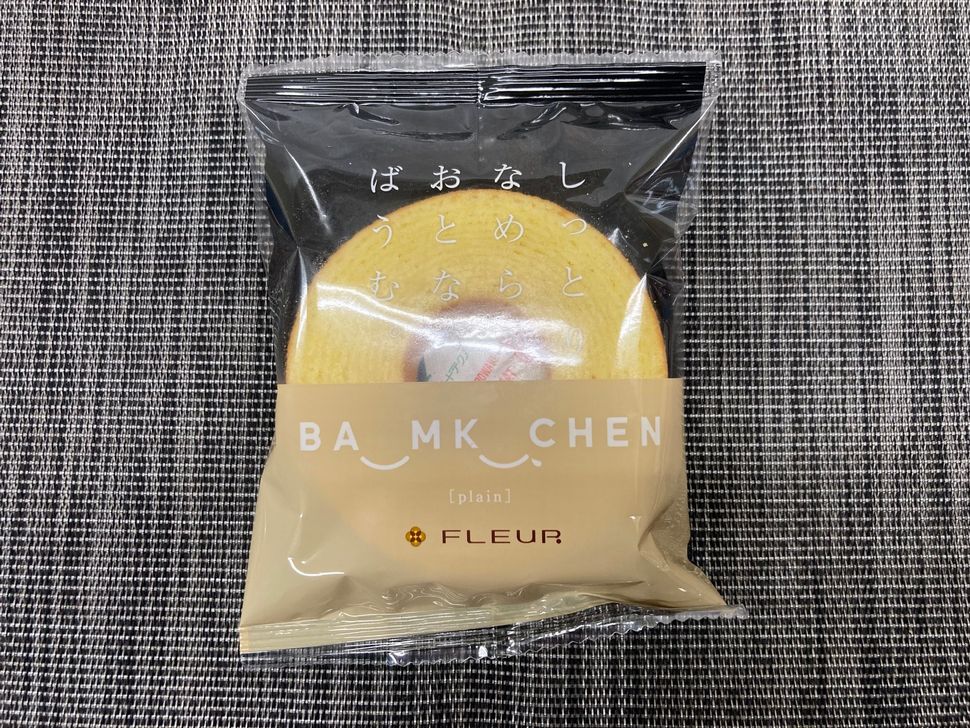 しっと
なめら
おとな
ばうむ
BA‿MK‿CHEN
[plain]
FLEUR